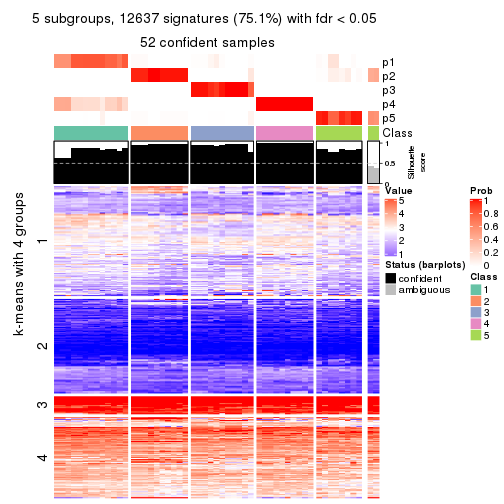 5 subgroups, 12637 signatures (75.1%) with fdr < 0.05
52 confident samples
p1
p2
p3
p4
p5
Class
1
0.5
0
Silhouette
score
k-means with 4 groups
1
2
3
4
Value
5
4
3
2
1
Status (barplots)
confident
ambiguous
Prob
1
0.8
0.6
0.4
0.2
0
Class
1
2
3
4
5